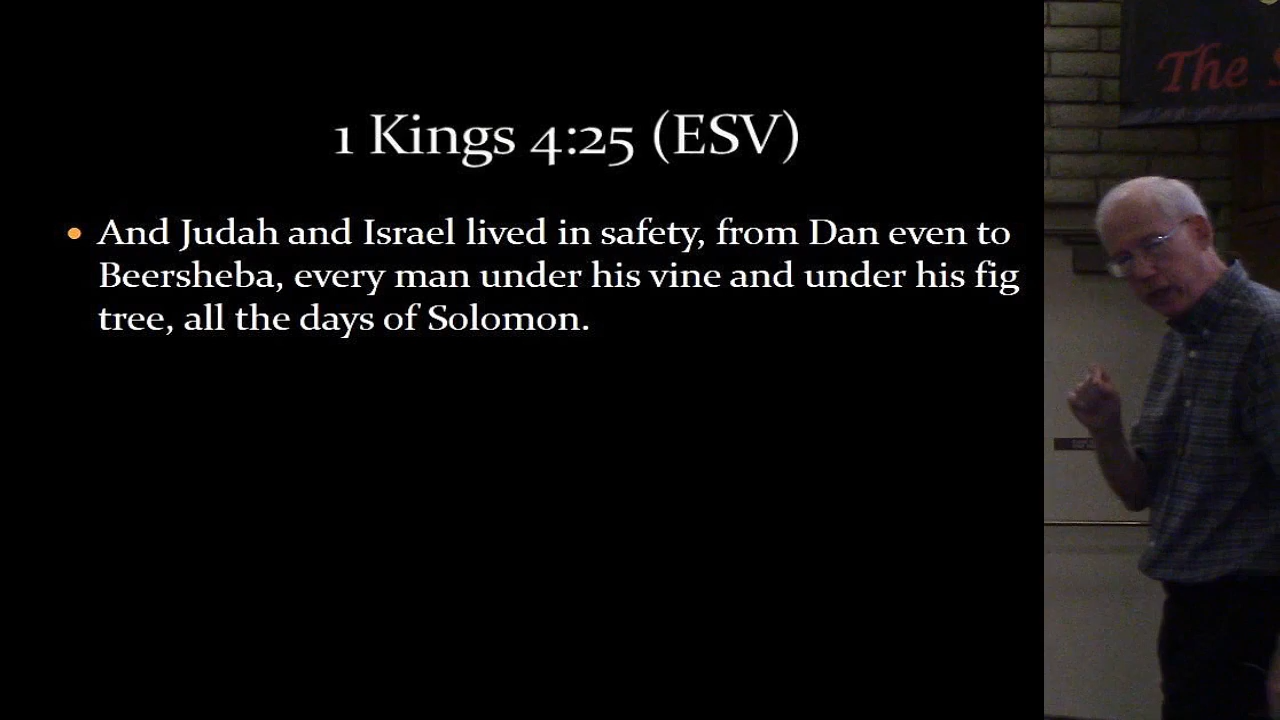 1 Kings 4:25 (ESV)
• And Judah and Israel lived in safety, from Dan even to
Beersheba, every man under his vine and under his fig
tree, all the days of Solomon.
The